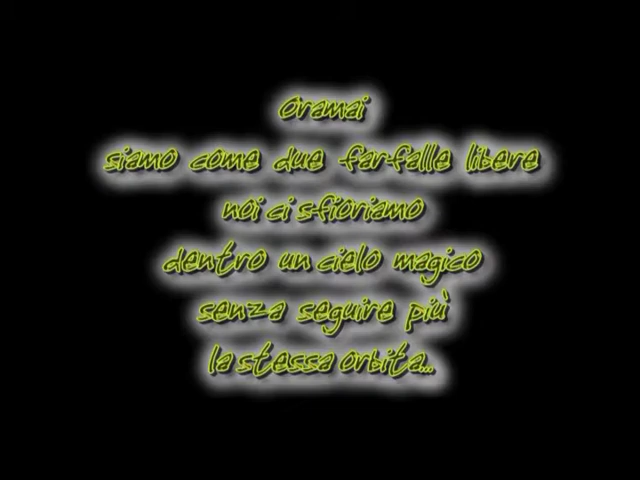 Oramai
siamo come due farfalle libere
noi ci sfioriamo
dentro un cielo magico
senza seguire più
la stessa orbita...